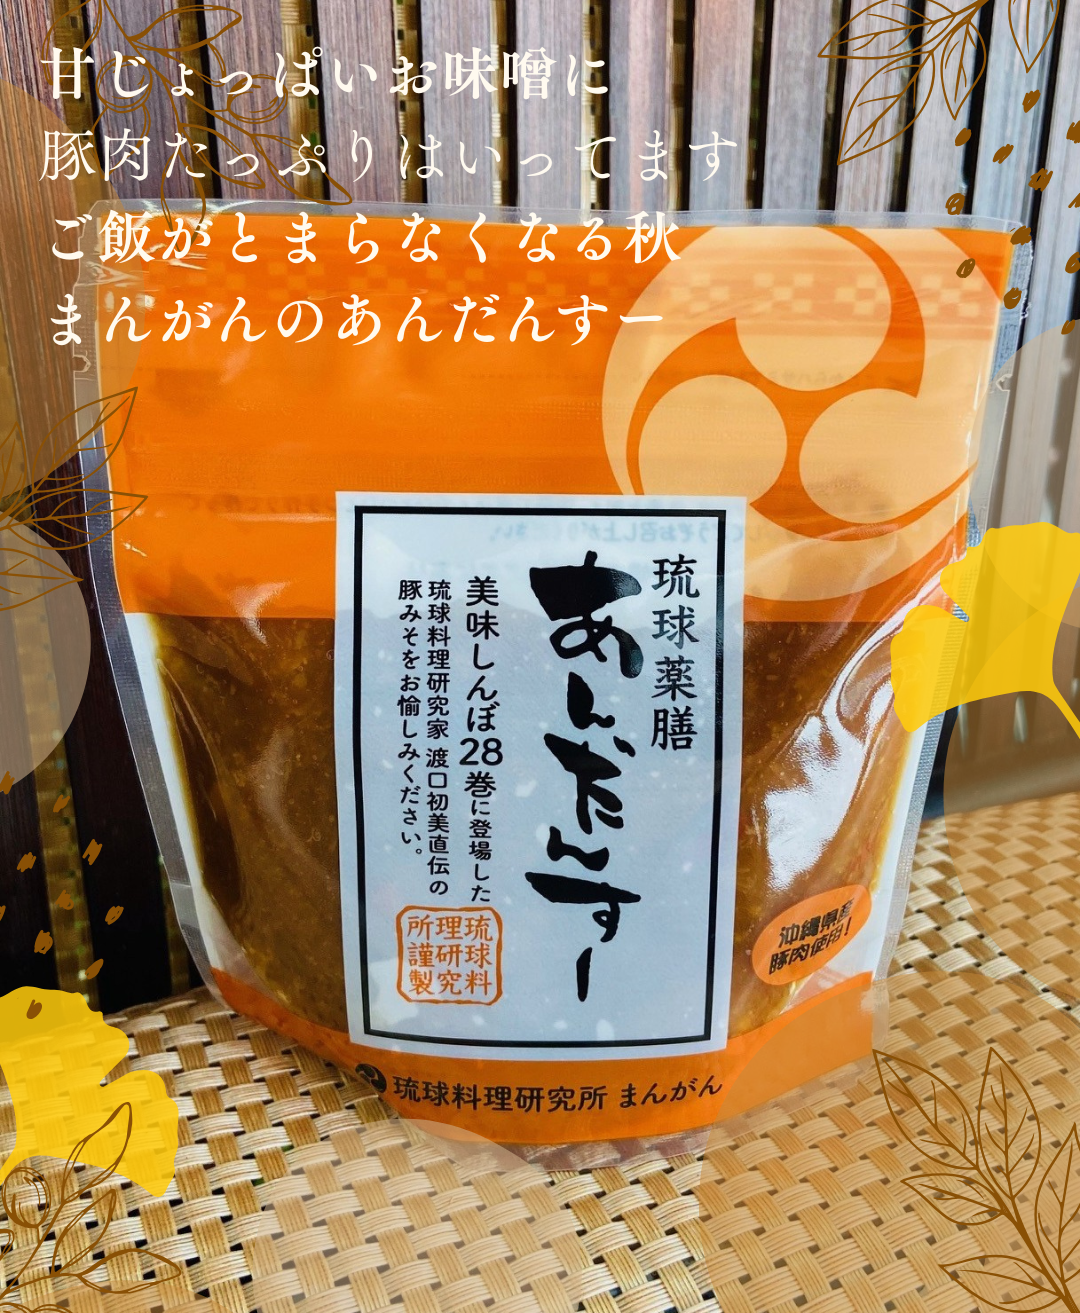 甘じょっぱいお味噌に
豚肉たっぷりはいってます
ご飯がとまらなくなる秋
まんがんのあんだんすー
琉球薬膳
あんだんすー
美味しんぼ28巻に登場した
琉球料理研究家 渡口初美直伝の
豚みそをお愉しみください。
琉球料
理研究
所謹製
沖縄県産
豚肉使用!
琉球料理研究所 まんがん